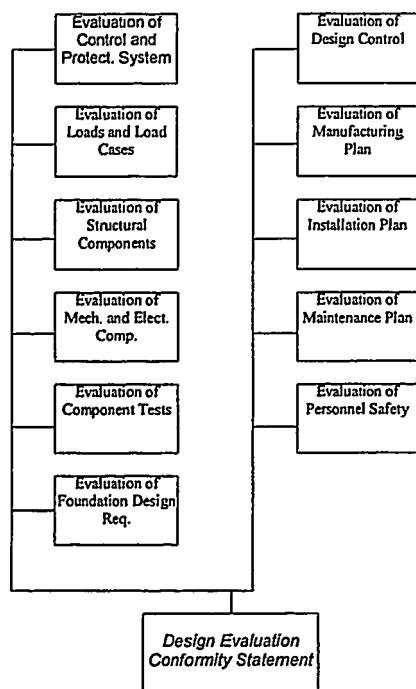 Evaluation of
Control and
Protect. System
Evaluation of
Loads and Load
Cases
Evaluation of
Structural
Components
Evaluation of
Mech. and Elect.
Comp.
Evaluation of
Component Tests
Evaluation of
Foundation Design
Req.
Evaluation of
Design Control
Evaluation of
Manufacturing
Plan
Evaluation of
Installation Plan
Evaluation of
Maintenance Plan
Evaluation of
Personnel Safety
Design Evaluation
Conformity Statement